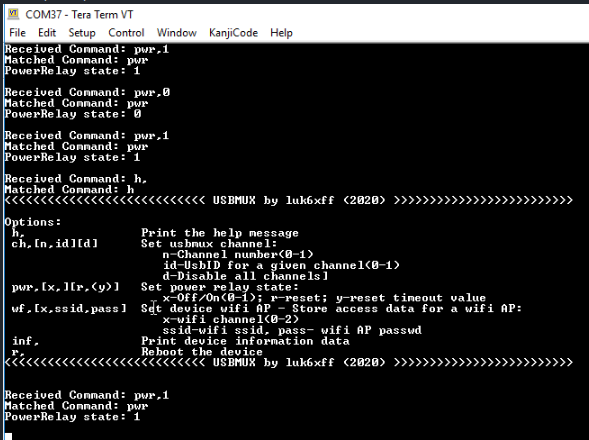 COM37 - Tera Term VT
File Edit Setup Control Window KanjiCode Help
Received Command: pwr,1
Matched Command: pwr
PowerRelay state: 1
Received Command: pwr,0
Matched Command: pwr
PowerRelay state: 0
Received Command: pwr,1
Matched Command: pwr
PowerRelay state: 1
Received Command: h,
Matched Command: h
<<<<<<<<<<<<<<<<<<<<<<<<<<<< USBMUX by luk6xff (2020) >>>>>>>>>>>>>>>>>>>>>>>>>
Options:
h, Print the help message
ch,[n,id][d] Set usbmux channel:
n-Channel number(0-1)
id-UsbID for a given channel(0-1)
d-Disable all channels]
pwr,[x,][r,(y)] Set power relay state:
x-Off/On(0-1); r-reset; y-reset timeout value
wf,[x,ssid,pass] Set device wifi AP - Store access data for a wifi AP:
x-wifi channel(0-2)
ssid-wifi ssid, pass- wifi AP passwd
inf, Print device information data
r, Reboot the device
<<<<<<<<<<<<<<<<<<<<<<<<<<<< USBMUX by luk6xff (2020) >>>>>>>>>>>>>>>>>>>>>>>>>
Received Command: pwr,1
Matched Command: pwr
PowerRelay state: 1